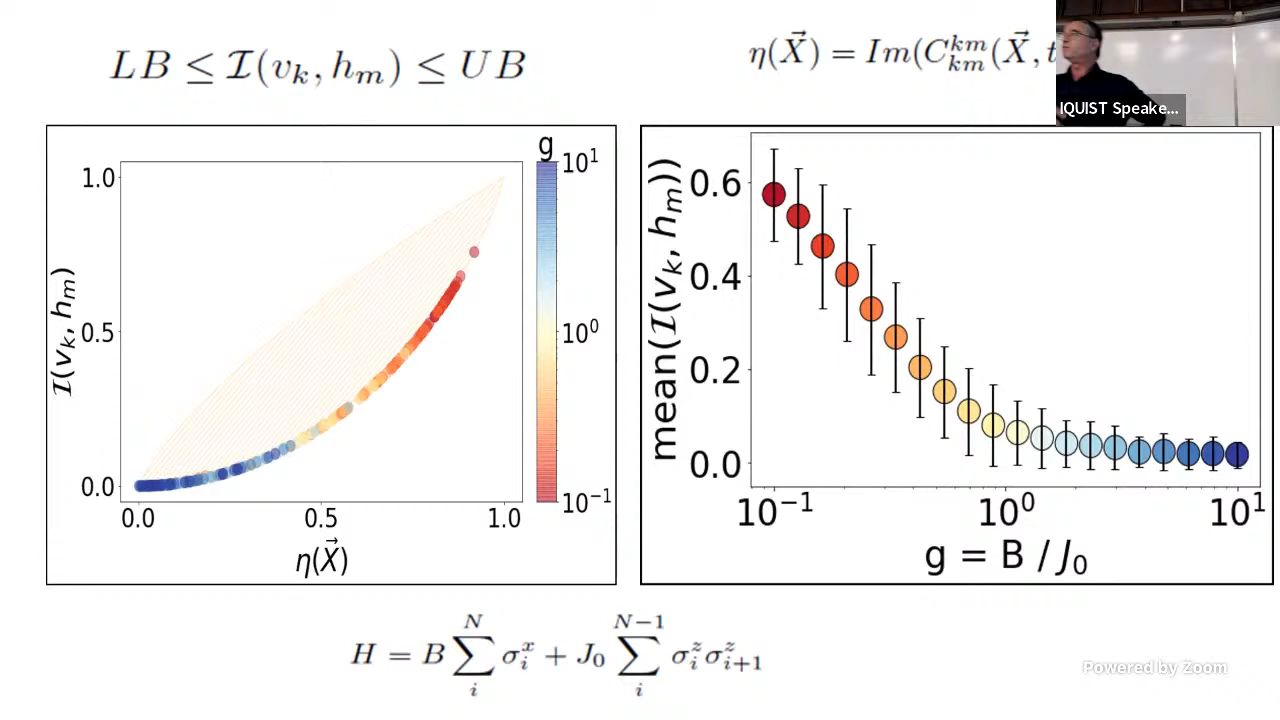 LB ≤ I(v_k, h_m) ≤ UB
η(X⃗) = Im(C^{km}_{km}(X⃗, t
IQUIST Speake...
g
10^1
10^0
10^{-1}
1.0
0.5
0.0
I(v_k, h_m)
0.0 0.5 1.0
η(X⃗)
mean(I(v_k, h_m))
0.6
0.4
0.2
0.0
10^{-1} 10^0 10^1
g = B / J_0
H = B ∑_i^N σ_i^x + J_0 ∑_i^{N-1} σ_i^z σ_{i+1}^z
Powered by Zoom